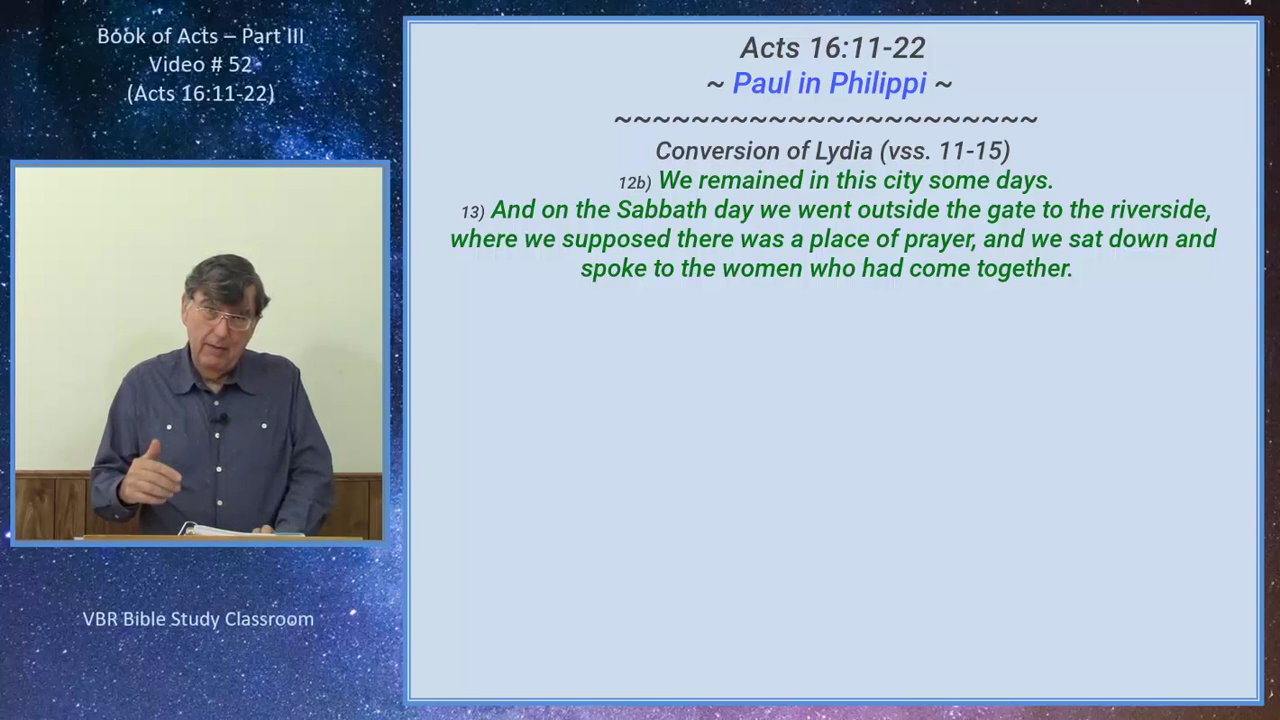 Book of Acts – Part III
Video # 52
(Acts 16:11-22)
Acts 16:11-22
~ Paul in Philippi ~
~~~~~~~~~~~~~~~~~~~~~~
Conversion of Lydia (vss. 11-15)
12b) We remained in this city some days.
13) And on the Sabbath day we went outside the gate to the riverside,
where we supposed there was a place of prayer, and we sat down and
spoke to the women who had come together.
VBR Bible Study Classroom